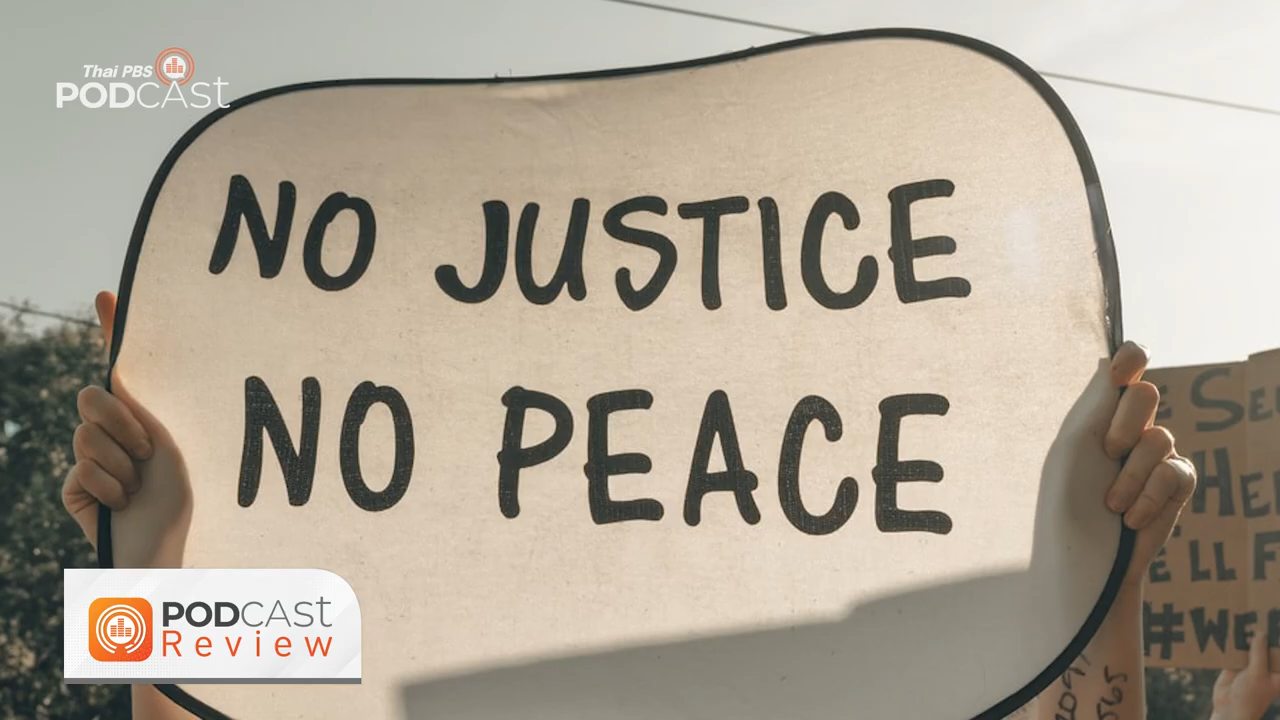 Thai PBS
PODCAST
NO JUSTICE
NO PEACE
PODCAST
Review